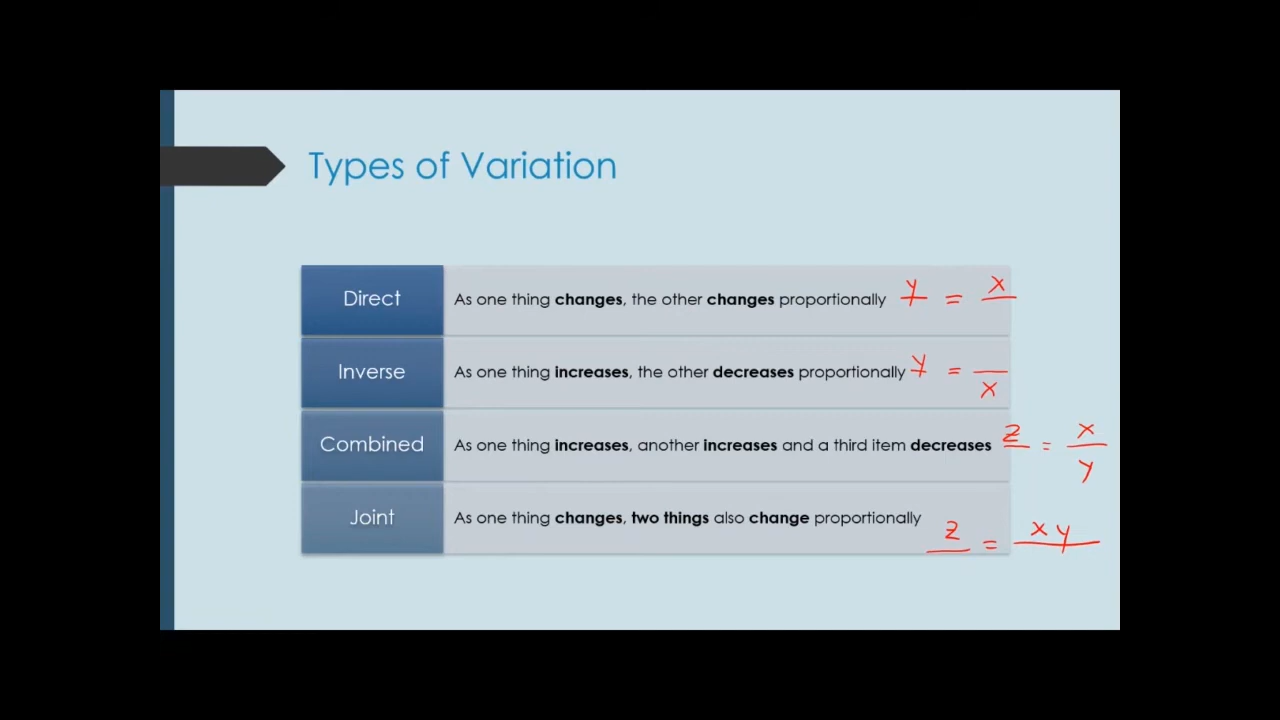 Types of Variation
Direct
As one thing changes, the other changes proportionally
y = x
Inverse
As one thing increases, the other decreases proportionally
y = 
x
Combined
As one thing increases, another increases and a third item decreases
z = x
y
Joint
As one thing changes, two things also change proportionally
z = xy